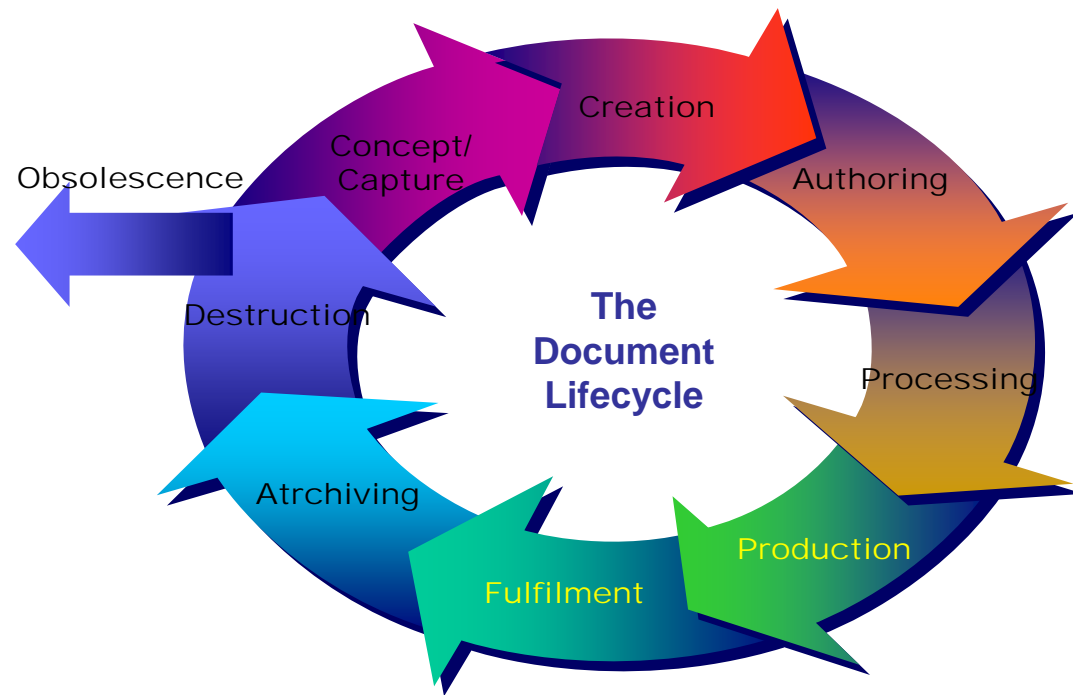 Creation
Concept/
Capture
Authoring
Obsolescence
Destruction
The
Document
Lifecycle
Processing
Atrchiving
Production
Fulfilment